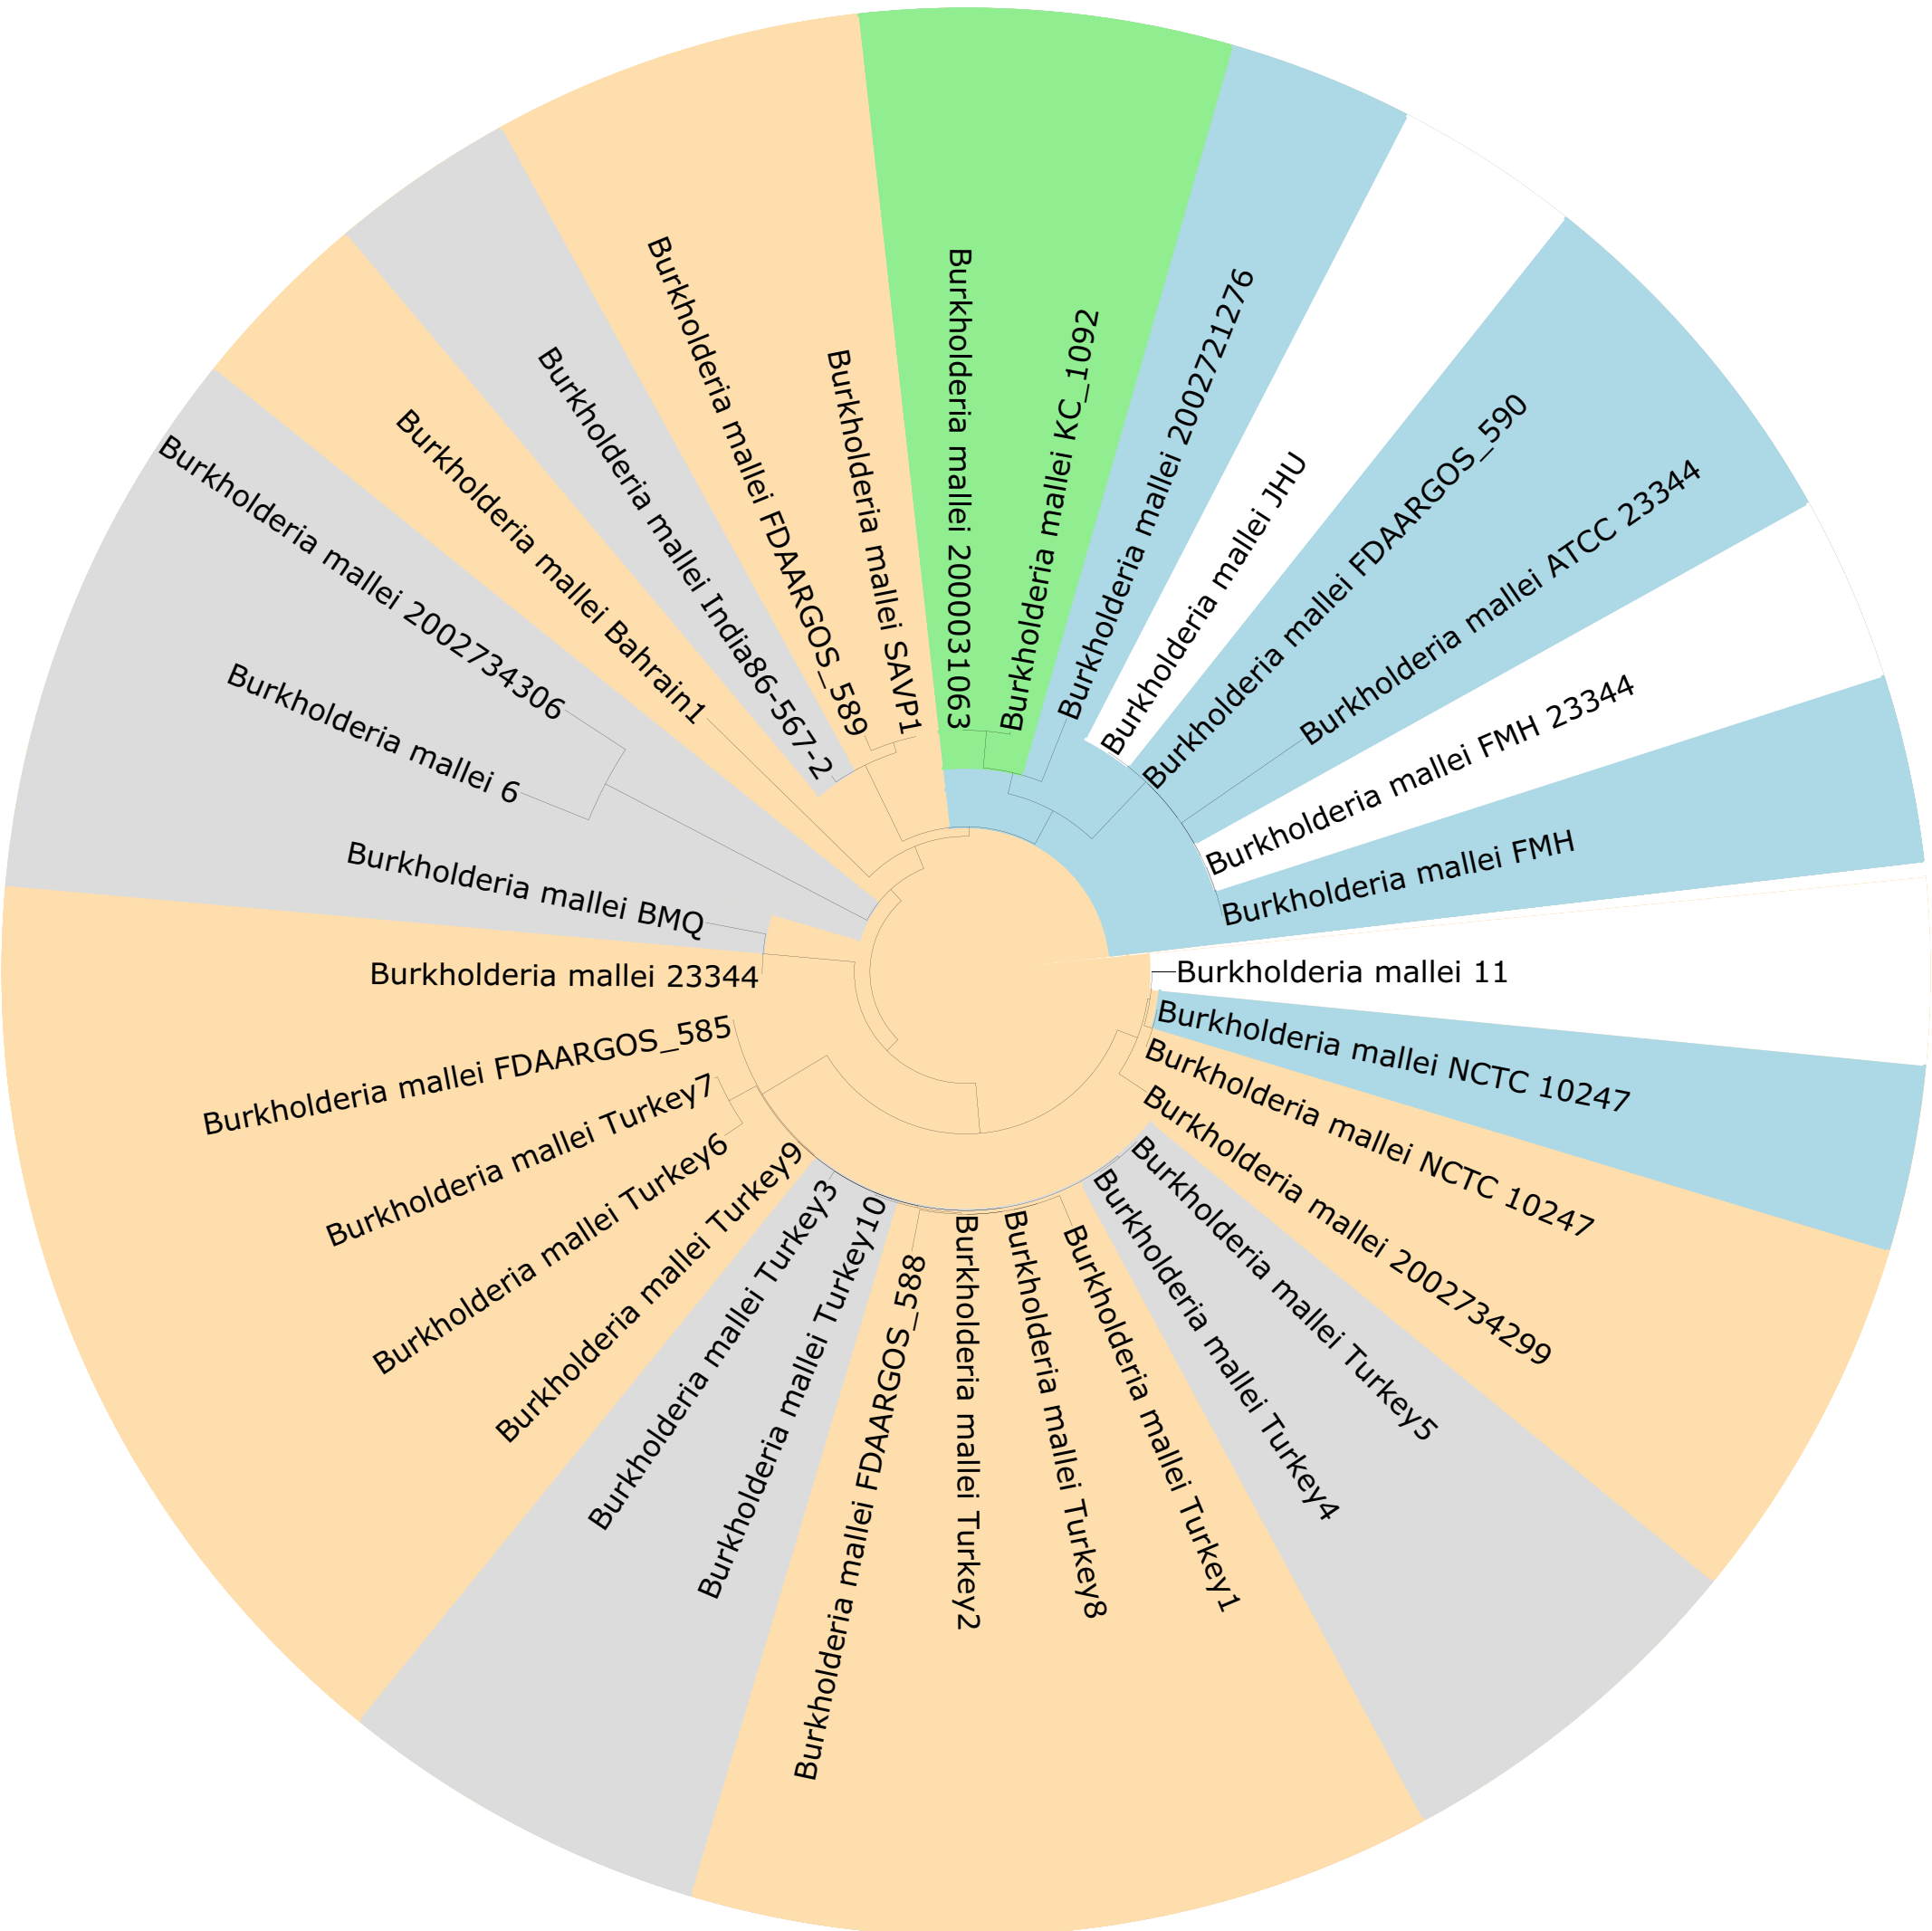 Burkholderia mallei 2000031063
Burkholderia mallei KC_1092
Burkholderia mallei 2002721276
Burkholderia mallei JHU
Burkholderia mallei FDAARGOS_590
Burkholderia mallei ATCC 23344
Burkholderia mallei FMH 23344
Burkholderia mallei FMH
Burkholderia mallei 11
Burkholderia mallei NCTC 10247
Burkholderia mallei NCTC 10247
Burkholderia mallei 2002734299
Burkholderia mallei Turkey5
Burkholderia mallei Turkey4
Burkholderia mallei Turkey1
Burkholderia mallei Turkey8
Burkholderia mallei Turkey2
Burkholderia mallei FDAARGOS_588
Burkholderia mallei Turkey10
Burkholderia mallei Turkey3
Burkholderia mallei Turkey9
Burkholderia mallei Turkey6
Burkholderia mallei Turkey7
Burkholderia mallei FDAARGOS_585
Burkholderia mallei 23344
Burkholderia mallei BMQ
Burkholderia mallei 6
Burkholderia mallei 2002734306
Burkholderia mallei Bahrain1
Burkholderia mallei India86-567-2
Burkholderia mallei FDAARGOS_589
Burkholderia mallei SAVP1